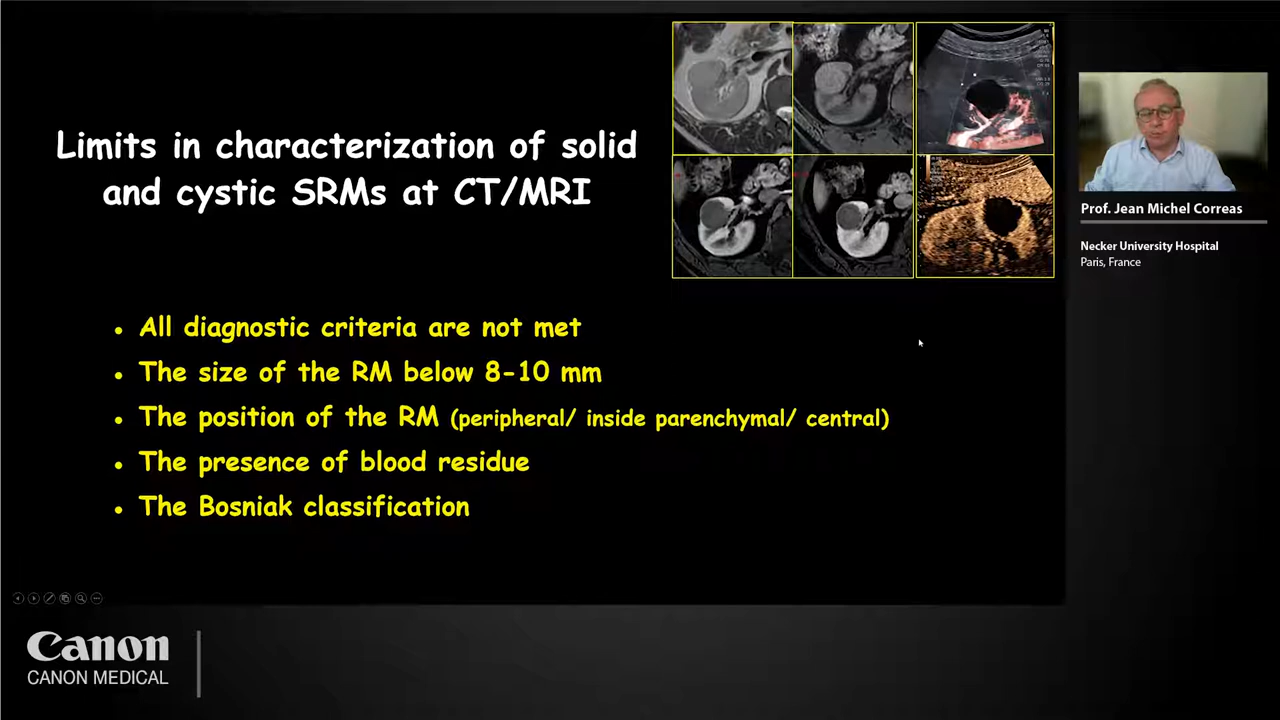 Limits in characterization of solid
and cystic SRMs at CT/MRI
• All diagnostic criteria are not met
• The size of the RM below 8-10 mm
• The position of the RM (peripheral/ inside parenchymal/ central)
• The presence of blood residue
• The Bosniak classification
Prof. Jean Michel Correas
Necker University Hospital
Paris, France
Canon
CANON MEDICAL